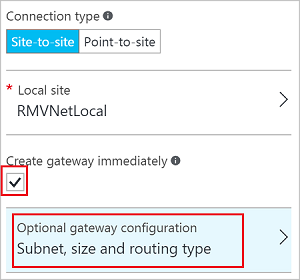 Connection type
Site-to-site Point-to-site
* Local site
RMVNetLocal
Create gateway immediately
Optional gateway configuration
Subnet, size and routing type